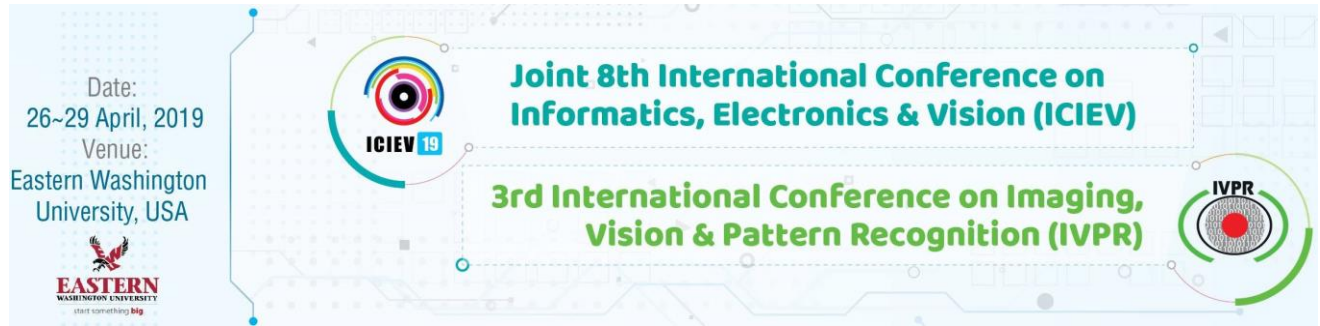 Date:
26~29 April, 2019
Venue:
Eastern Washington
University, USA
EASTERN
WASHINGTON UNIVERSITY
start something big
ICIEV 19
Joint 8th International Conference on
Informatics, Electronics & Vision (ICIEV)
3rd International Conference on Imaging,
Vision & Pattern Recognition (IVPR)
IVPR